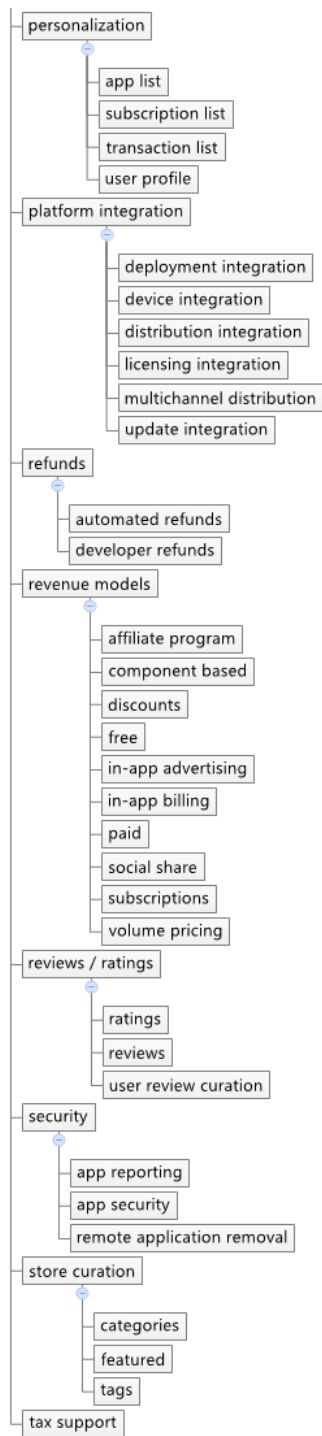 personalization
app list
subscription list
transaction list
user profile
platform integration
deployment integration
device integration
distribution integration
licensing integration
multichannel distribution
update integration
refunds
automated refunds
developer refunds
revenue models
affiliate program
component based
discounts
free
in-app advertising
in-app billing
paid
social share
subscriptions
volume pricing
reviews / ratings
ratings
reviews
user review curation
security
app reporting
app security
remote application removal
store curation
categories
featured
tags
tax support